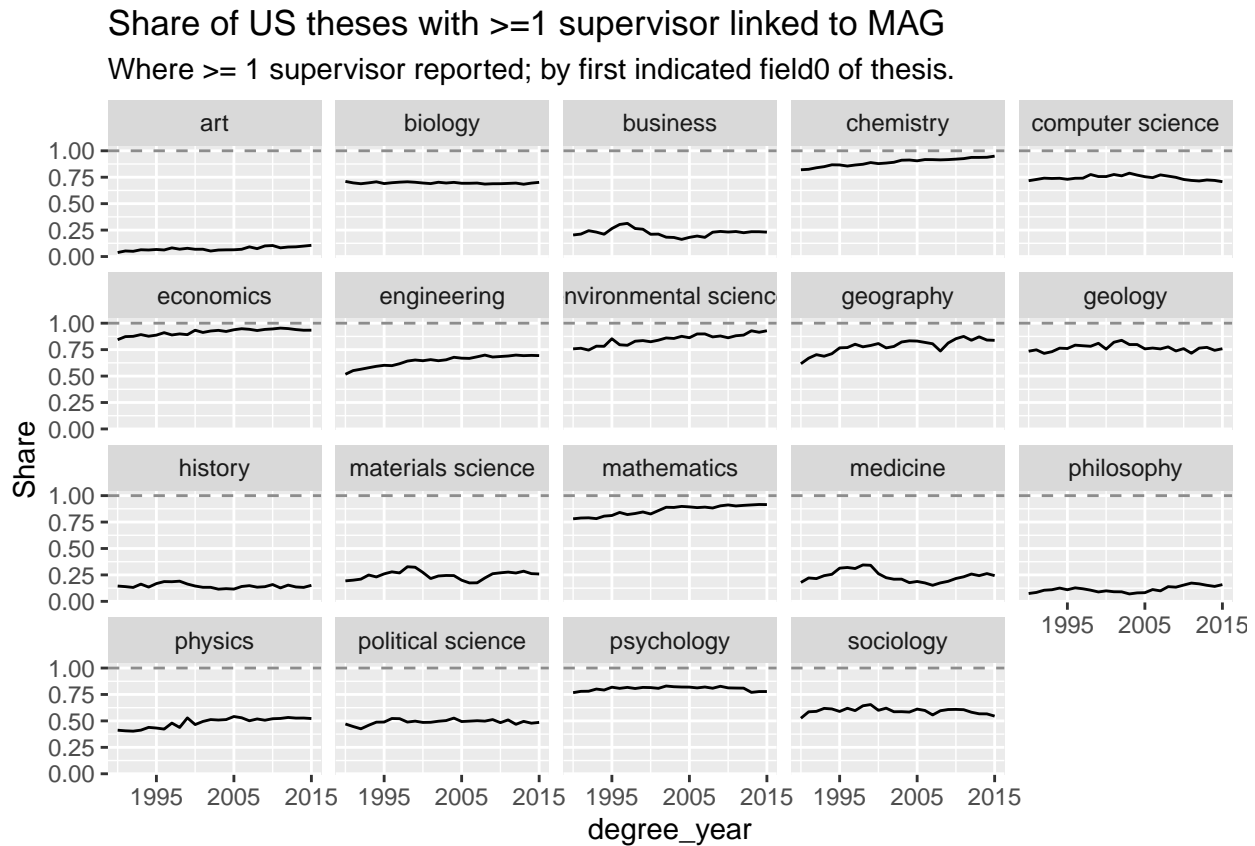 Share of US theses with >=1 supervisor linked to MAG
Where >= 1 supervisor reported; by first indicated field0 of thesis.
art
biology
business
chemistry
computer science
1.00
0.75
0.50
0.25
0.00
economics
engineering
nvironmental scienc
geography
geology
1.00
0.75
0.50
0.25
0.00
Share
history
materials science
mathematics
medicine
philosophy
1.00
0.75
0.50
0.25
0.00
1995
2005
2015
physics
political science
psychology
sociology
1.00
0.75
0.50
0.25
0.00
1995
2005
2015
1995
2005
2015
1995
2005
2015
1995
2005
2015
degree_year